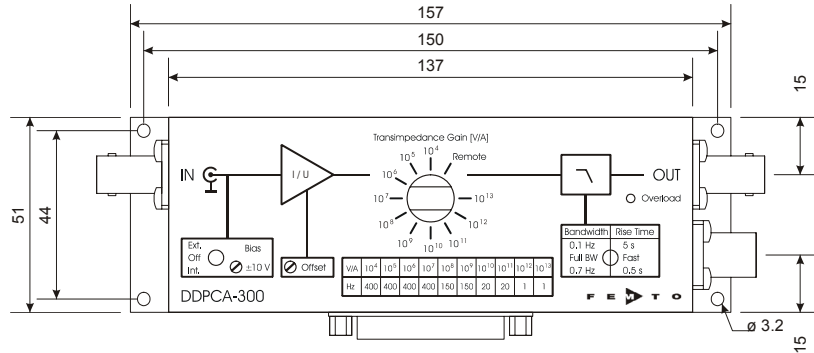 157
150
137
15
51
44
Transimpedance Gain [V/A]
10⁴
10⁵
10⁶
10⁷
10⁸
10⁹
10¹⁰
10¹¹
10¹²
10¹³
Remote
IN
I / U
OUT
Overload
Ext.
Off
Int.
Bias
±10 V
Offset
V/A 10⁴ 10⁵ 10⁶ 10⁷ 10⁸ 10⁹ 10¹⁰ 10¹¹ 10¹² 10¹³
Hz 400 400 400 400 150 150 20 20 1 1
Bandwidth Rise Time
0.1 Hz 5 s
Full BW Fast
0.7 Hz 0.5 s
DDPCA-300
FEMTO
ø 3.2
15